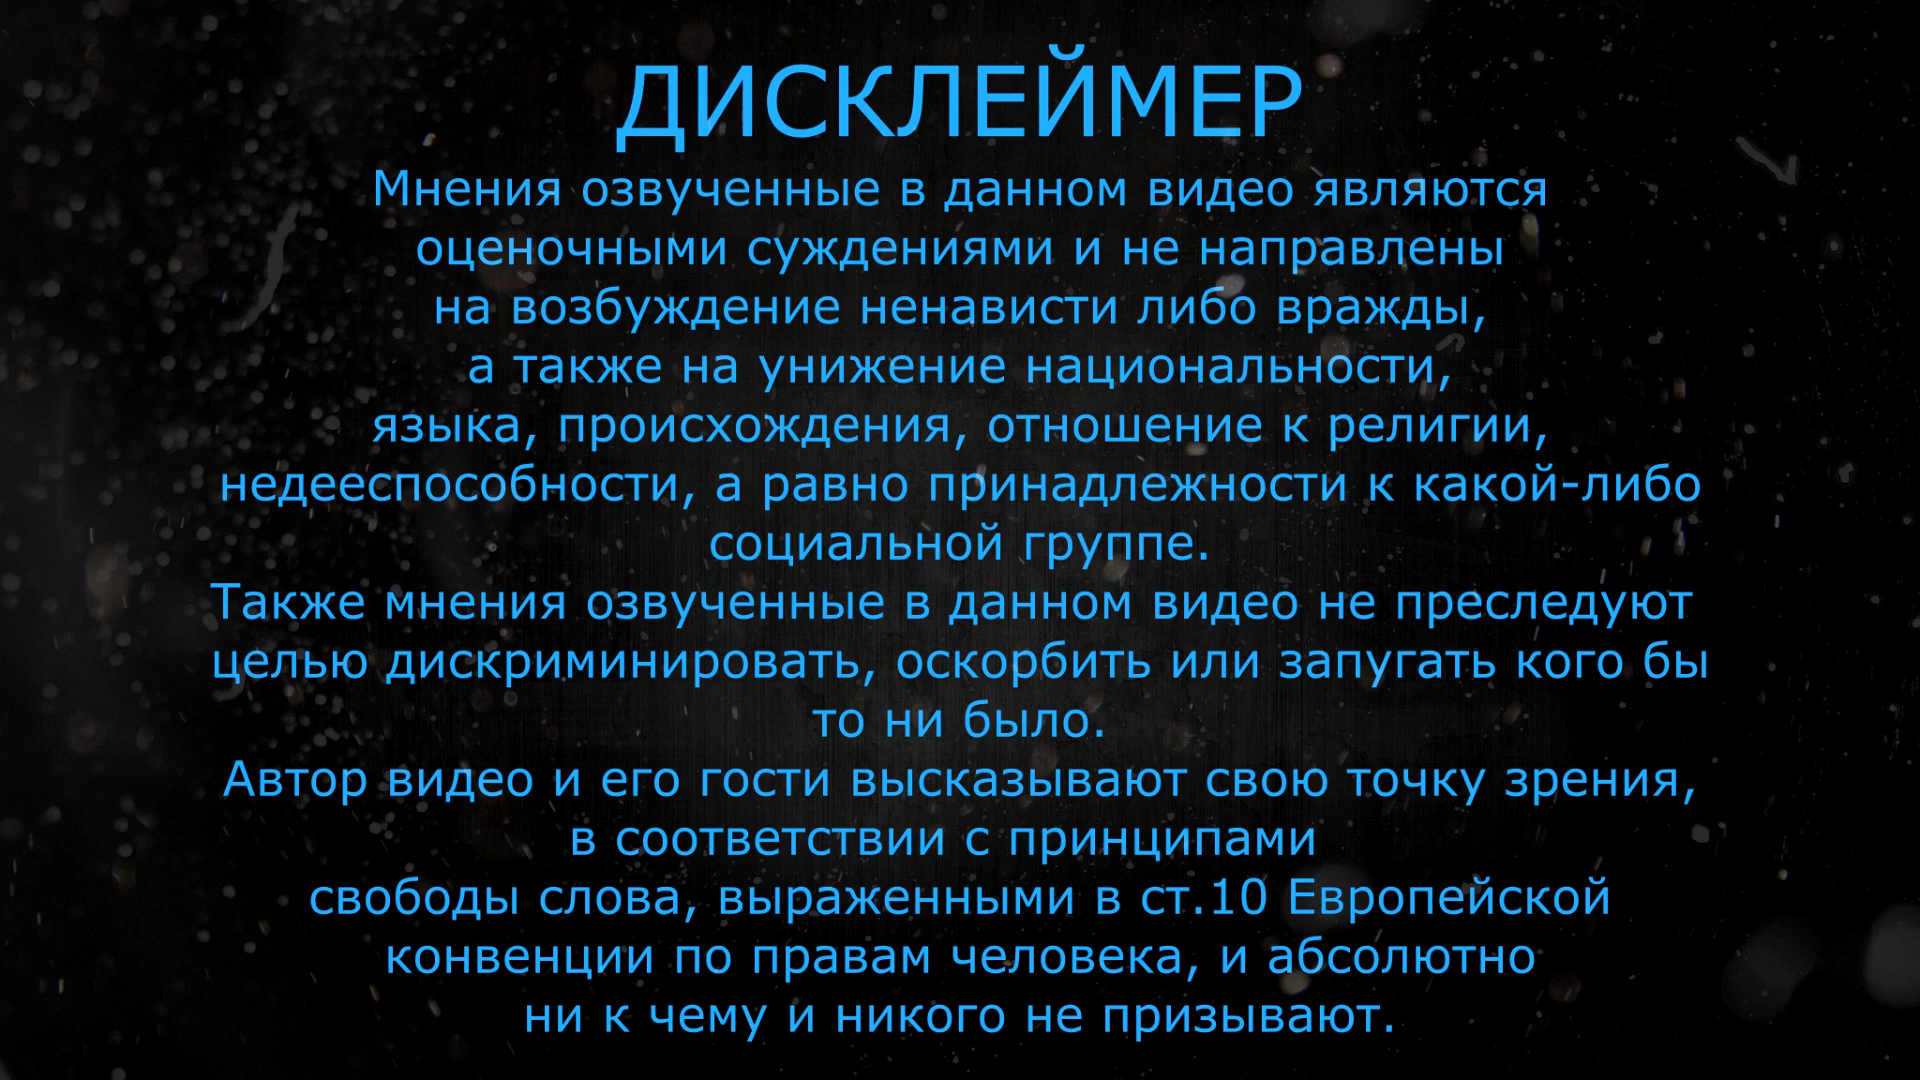 ДИСКЛЕЙМЕР
Мнения озвученные в данном видео являются
оценочными суждениями и не направлены
на возбуждение ненависти либо вражды,
а также на унижение национальности,
языка, происхождения, отношение к религии,
недееспособности, а равно принадлежности к какой-либо
социальной группе.
Также мнения озвученные в данном видео не преследуют
целью дискриминировать, оскорбить или запугать кого бы
то ни было.
Автор видео и его гости высказывают свою точку зрения,
в соответствии с принципами
свободы слова, выраженными в ст.10 Европейской
конвенции по правам человека, и абсолютно
ни к чему и никого не призывают.